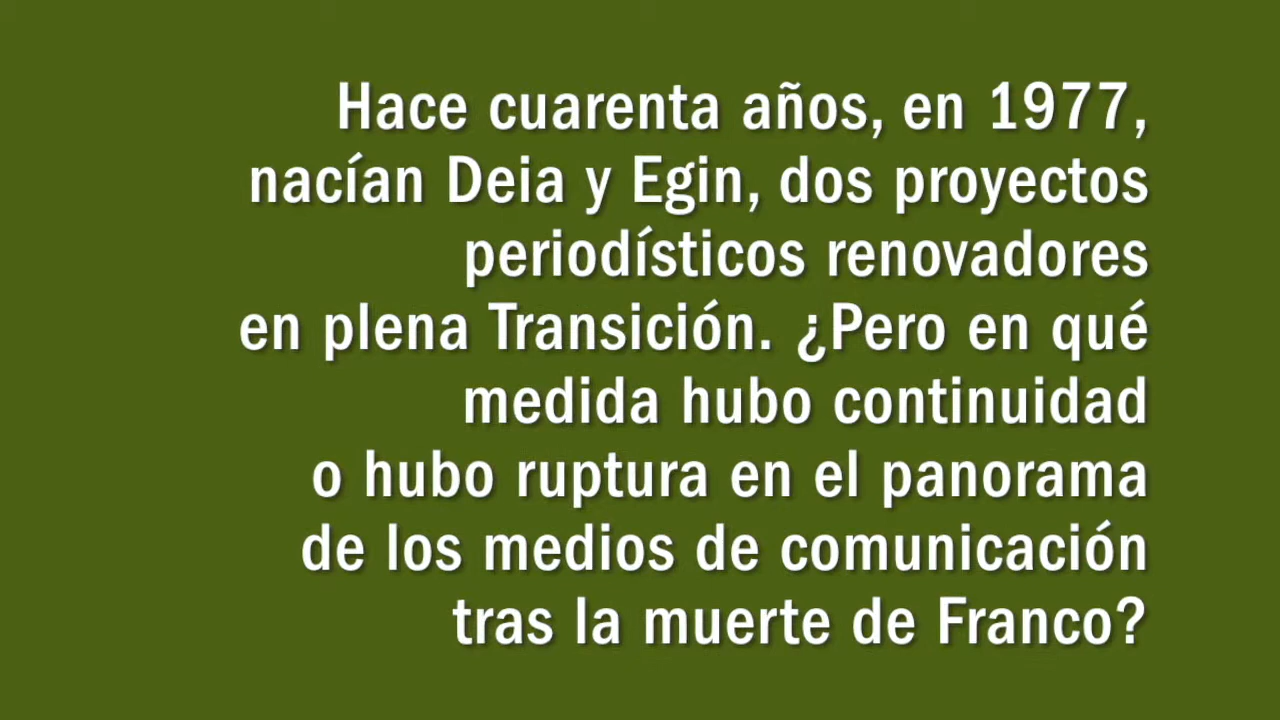 Hace cuarenta años, en 1977,
nacían Deia y Egin, dos proyectos
periodísticos renovadores
en plena Transición. ¿Pero en qué
medida hubo continuidad
o hubo ruptura en el panorama
de los medios de comunicación
tras la muerte de Franco?